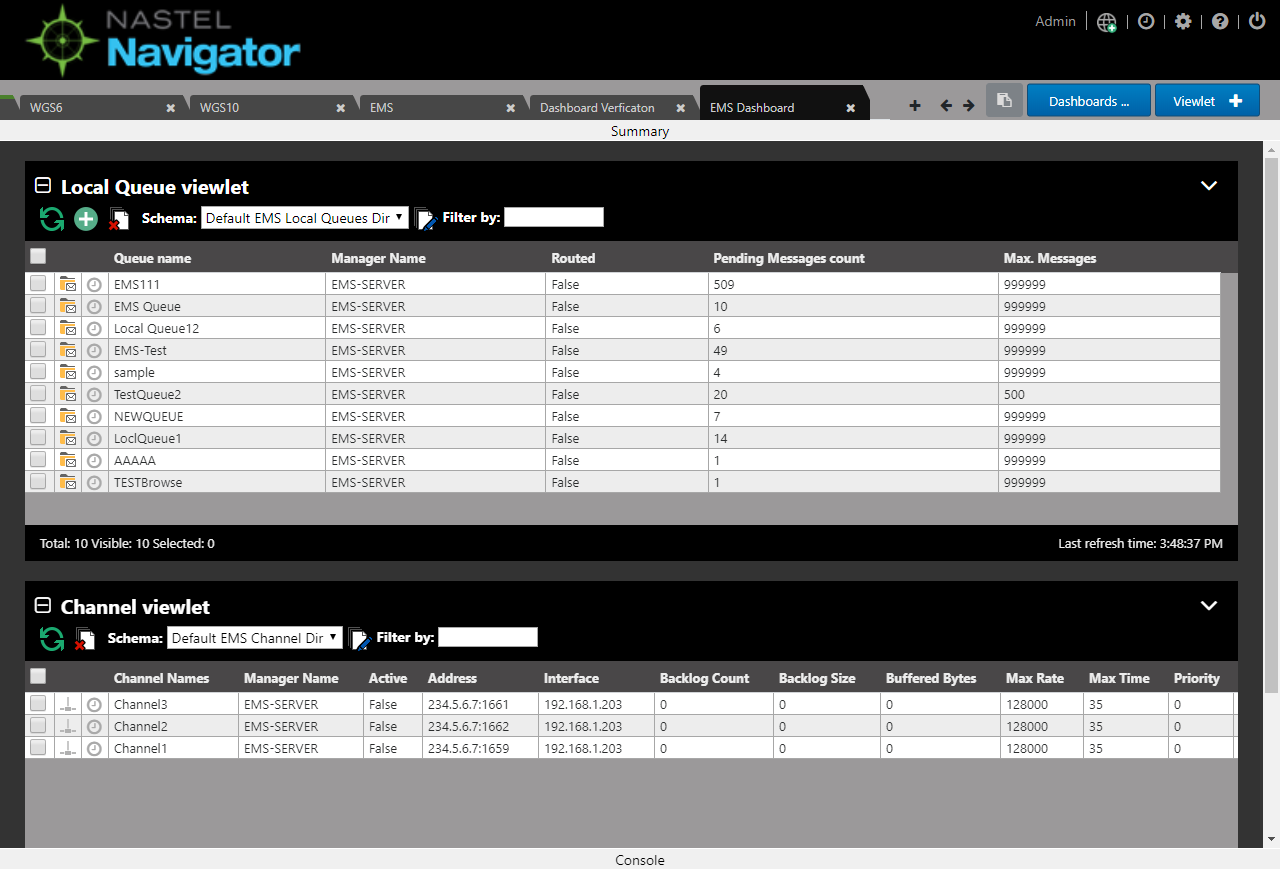 NASTEL
Navigator
Admin
WGS6 WGS10 EMS Dashboard Verficaton EMS Dashboard Dashboards ... Viewlet
Summary
Local Queue viewlet
Schema: Default EMS Local Queues Dir Filter by:
Queue name Manager Name Routed Pending Messages count Max. Messages
EMS111 EMS-SERVER False 509 999999
EMS Queue EMS-SERVER False 10 999999
Local Queue12 EMS-SERVER False 6 999999
EMS-Test EMS-SERVER False 49 999999
sample EMS-SERVER False 4 999999
TestQueue2 EMS-SERVER False 20 500
NEWQUEUE EMS-SERVER False 7 999999
LoclQueue1 EMS-SERVER False 14 999999
AAAAA EMS-SERVER False 1 999999
TESTBrowse EMS-SERVER False 1 999999
Total: 10 Visible: 10 Selected: 0 Last refresh time: 3:48:37 PM
Channel viewlet
Schema: Default EMS Channel Dir Filter by:
Channel Names Manager Name Active Address Interface Backlog Count Backlog Size Buffered Bytes Max Rate Max Time Priority
Channel3 EMS-SERVER False 234.5.6.7:1661 192.168.1.203 0 0 0 128000 35 0
Channel2 EMS-SERVER False 234.5.6.7:1662 192.168.1.203 0 0 0 128000 35 0
Channel1 EMS-SERVER False 234.5.6.7:1659 192.168.1.203 0 0 0 128000 35 0
Console